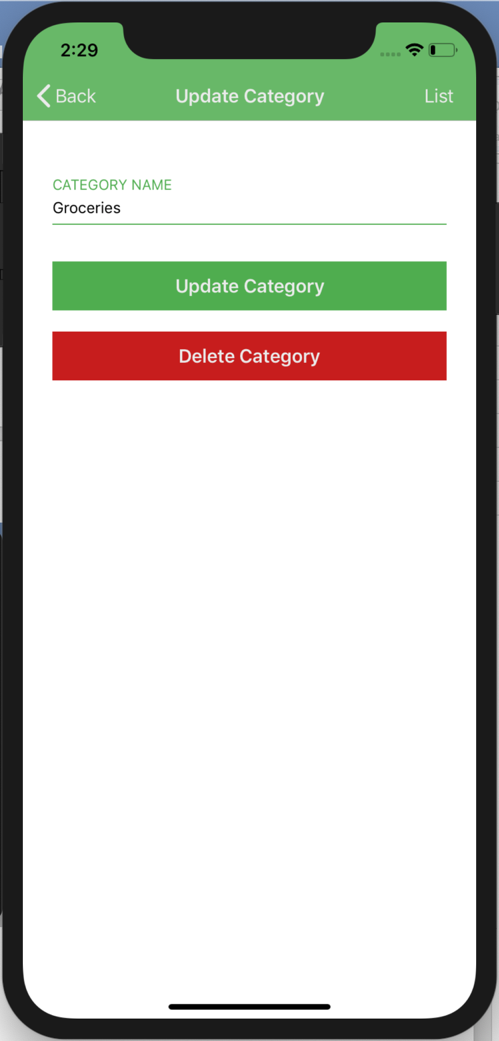 2:29
Back Update Category List
CATEGORY NAME
Groceries
Update Category
Delete Category